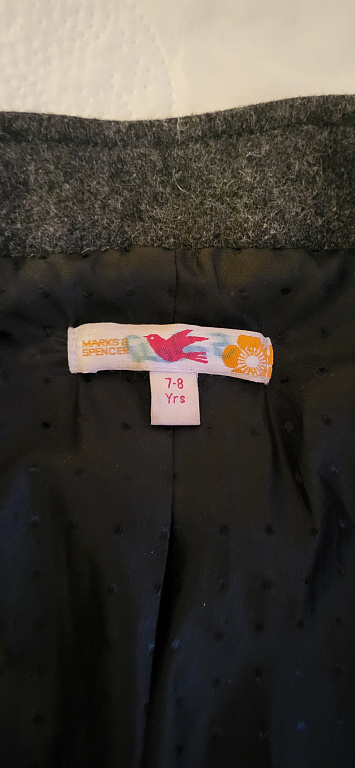 MARKS &
SPENCER
7-8
Yrs